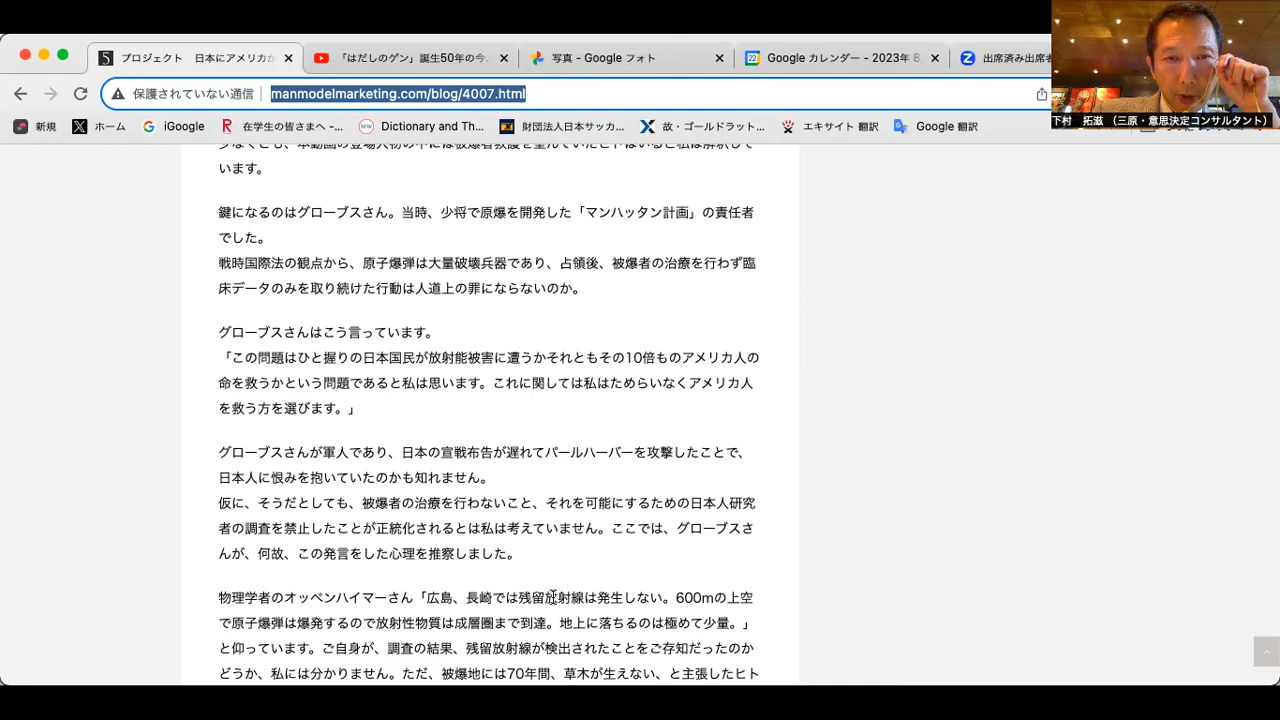 プロジェクト　日本にアメリカが
「はだしのゲン」誕生50年の今、
写真 - Google フォト
Google カレンダー - 2023年 8
出席済み出席者
保護されていない通信
manmodelmarketing.com/blog/4007.html
新規
ホーム
iGoogle
在学生の皆さまへ -...
Dictionary and Th...
財団法人日本サッカ...
故・ゴールドラット...
エキサイト 翻訳
Google 翻訳
下村　拓滋 （三原・意思決定コンサルタント）
います。
鍵になるのはグローブスさん。当時、少将で原爆を開発した「マンハッタン計画」の責任者
でした。
戦時国際法の観点から、原子爆弾は大量破壊兵器であり、占領後、被爆者の治療を行わず臨
床データのみを取り続けた行動は人道上の罪にならないのか。
グローブスさんはこう言っています。
「この問題はひと握りの日本国民が放射能被害に遭うかそれともその10倍ものアメリカ人の
命を救うかという問題であると私は思います。これに関しては私はためらいなくアメリカ人
を救う方を選びます。」
グローブスさんが軍人であり、日本の宣戦布告が遅れてパールハーバーを攻撃したことで、
日本人に恨みを抱いていたのかも知れません。
仮に、そうだとしても、被爆者の治療を行わないこと、それを可能にするための日本人研究
者の調査を禁止したことが正統化されるとは私は考えていません。ここでは、グローブスさ
んが、何故、この発言をした心理を推察しました。
物理学者のオッペンハイマーさん「広島、長崎では残留放射線は発生しない。600mの上空
で原子爆弾は爆発するので放射性物質は成層圏まで到達。地上に落ちるのは極めて少量。」
と仰っています。ご自身が、調査の結果、残留放射線が検出されたことをご存知だったのか
どうか、私には分かりません。ただ、被爆地には70年間、草木が生えない、と主張したヒト